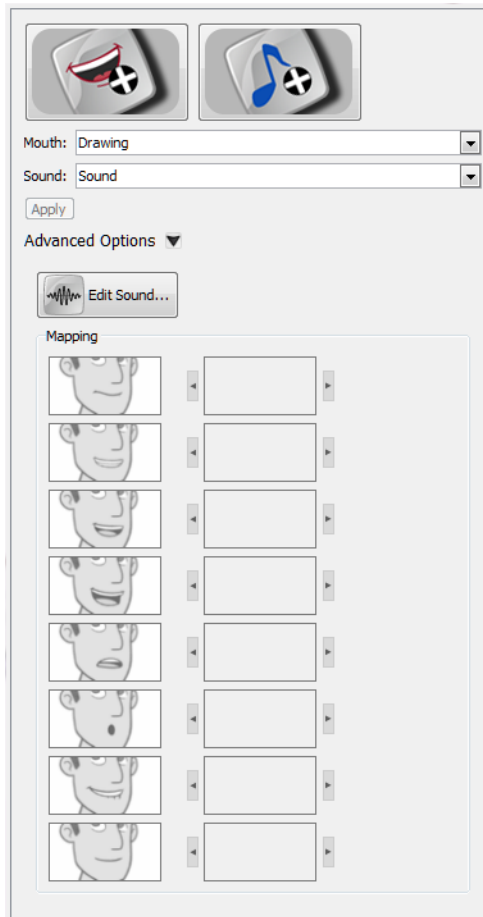 Mouth: Drawing
Sound: Sound
Apply
Advanced Options
Edit Sound...
Mapping